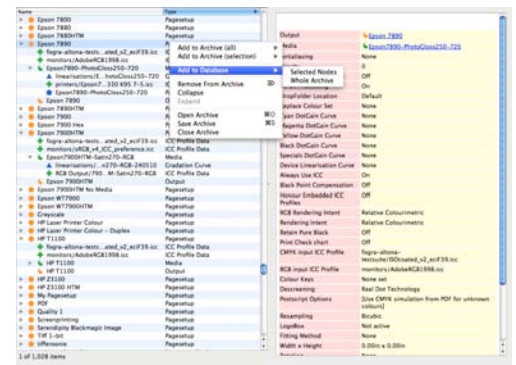 Name Type
Epson 7800 Pagesetup
Epson 7880 Pagesetup
Epson 7880HTM Pagesetup
Epson 7890
fogra-altona-tests...ated_v2_eciF39.icc
monitors/AdobeRGB1998.icc
Epson7890-PhotoGloss250-720
linearisations/E...hotoGloss250-720
printers/Epson7...330 K95 7-5.icc
Epson7890-PhotoGloss250-720
Epson 7890
Epson 7890HTM Pagesetup
Epson 7900 Pagesetup
Epson 7900 Hex Pagesetup
Epson 7900HTM Pagesetup
fogra-altona-tests...ated_v2_eciF39.icc ICC Profile Data
monitors/sRGB_v4_ICC_preference.icc ICC Profile Data
Epson7900HTM-Satin270-RGB Media
linearisations/...n270-RGB-240510 Gradation Curve
RGB Output/790...M-Satin270-RGB ICC Profile Data
Epson 7900HTM Output
Epson 7900HTM No Media Pagesetup
Epson WT7900 Pagesetup
Epson WT7900HTM Pagesetup
Greyscale Pagesetup
HP Laser Printer Colour Pagesetup
HP Laser Printer Colour - Duplex Pagesetup
HP T1100 Pagesetup
fogra-altona-tests...ated_v2_eciF39.icc ICC Profile Data
monitors/AdobeRGB1998.icc ICC Profile Data
HP T1100 Media
HP T1100 Output
HP Z3100 Pagesetup
HP Z3100 HTM Pagesetup
My Pagesetup Pagesetup
PDF Pagesetup
Quality 1 Pagesetup
Screenprinting Pagesetup
Serendipity Blackmagic Image Pagesetup
Tiff 1-bit Pagesetup
tifferoonie Pagesetup
1 of 1,028 items
Add to Archive (all)
Add to Archive (selection)
Add to Database
Remove From Archive
Collapse
Expand
Open Archive ⌘O
Save Archive ⌘S
Close Archive
Selected Nodes
Whole Archive
Output Epson 7890
Media Epson7890-PhotoGloss250-720
Antialiasing None
0
Off
On
DropFolder Location Default
Replace Colour Set None
Cyan DotGain Curve None
Magenta DotGain Curve None
Yellow DotGain Curve None
Black DotGain Curve None
Specials DotGain Curve None
Device Linearisation Curve None
Always Use ICC On
Black Point Compensation Off
Honour Embedded ICC Profiles Off
RGB Rendering Intent Relative Colourimetric
Rendering Intent Relative Colourimetric
Retain Pure Black Off
Print Check chart Off
CMYK input ICC Profile fogra-altona-testsuite/ISOcoated_v2_eciF39.icc
RGB input ICC Profile monitors/AdobeRGB1998.icc
Colour Keys None set
Descreening Real Dot Technology
Postscript Options [Use CMYK simulation from PDF for unknown colours]
Resampling Bicubic
LogoBox Not active
Fitting Method None
Width x Height 0.00in x 0.00in
Rotation